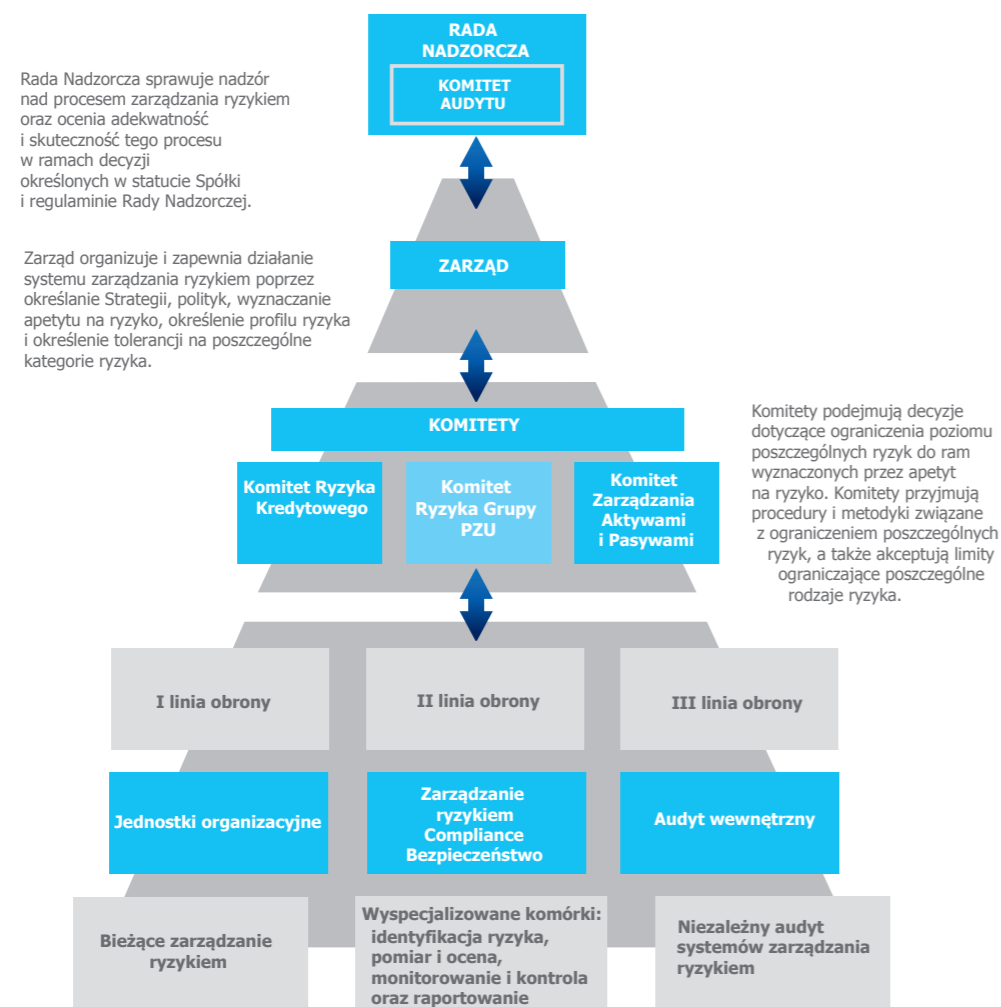 RADA
NADZORCZA
KOMITET
AUDYTU
Rada Nadzorcza sprawuje nadzór
nad procesem zarządzania ryzykiem
oraz ocenia adekwatność
i skuteczność tego procesu
w ramach decyzji
określonych w statucie Spółki
i regulaminie Rady Nadzorczej.
Zarząd organizuje i zapewnia działanie
systemu zarządzania ryzykiem poprzez
określanie Strategii, polityk, wyznaczanie
apetytu na ryzyko, określenie profilu ryzyka
i określenie tolerancji na poszczególne
kategorie ryzyka.
ZARZĄD
KOMITETY
Komitet Ryzyka
Kredytowego
Komitet
Ryzyka Grupy
PZU
Komitet
Zarządzania
Aktywami
i Pasywami
Komitety podejmują decyzje
dotyczące ograniczenia poziomu
poszczególnych ryzyk do ram
wyznaczonych przez apetyt
na ryzyko. Komitety przyjmują
procedury i metodyki związane
z ograniczeniem poszczególnych
ryzyk, a także akceptują limity
ograniczające poszczególne
rodzaje ryzyka.
I linia obrony
II linia obrony
III linia obrony
Jednostki organizacyjne
Zarządzanie
ryzykiem
Compliance
Bezpieczeństwo
Audyt wewnętrzny
Bieżące zarządzanie
ryzykiem
Wyspecjalizowane komórki:
identyfikacja ryzyka,
pomiar i ocena,
monitorowanie i kontrola
oraz raportowanie
Niezależny audyt
systemów zarządzania
ryzykiem